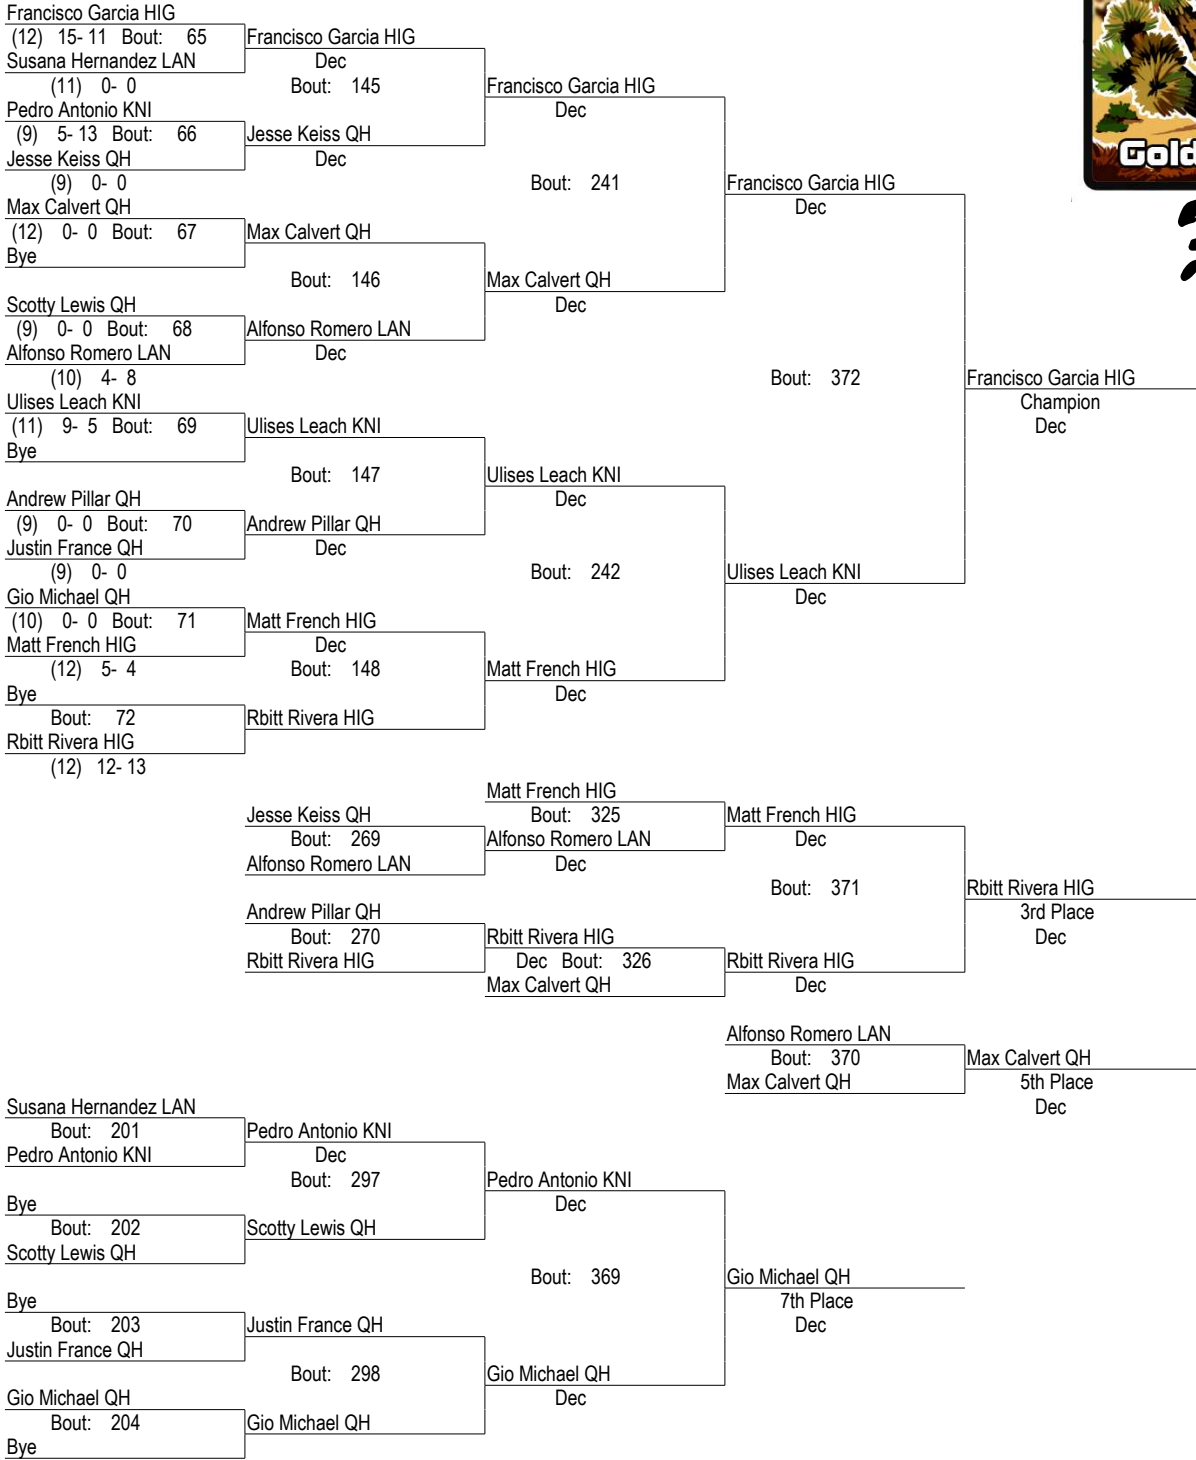 Francisco Garcia HIG
(12) 15- 11 Bout: 65
Francisco Garcia HIG
Susana Hernandez LAN
Dec
(11) 0- 0
Bout: 145
Francisco Garcia HIG
Pedro Antonio KNI
Dec
(9) 5- 13 Bout: 66
Jesse Keiss QH
Jesse Keiss QH
Dec
Gold
(9) 0- 0
Bout: 241
Francisco Garcia HIG
Max Calvert QH
Dec
(12) 0- 0 Bout: 67
Max Calvert QH
Bye
Bout: 146
Max Calvert QH
Scotty Lewis QH
Dec
(9) 0- 0 Bout: 68
Alfonso Romero LAN
Alfonso Romero LAN
Dec
(10) 4- 8
Bout: 372
Francisco Garcia HIG
Ulises Leach KNI
Champion
(11) 9- 5 Bout: 69
Ulises Leach KNI
Dec
Bye
Bout: 147
Ulises Leach KNI
Andrew Pillar QH
Dec
(9) 0- 0 Bout: 70
Andrew Pillar QH
Justin France QH
Dec
(9) 0- 0
Bout: 242
Ulises Leach KNI
Gio Michael QH
Dec
(10) 0- 0 Bout: 71
Matt French HIG
Matt French HIG
Dec
(12) 5- 4
Bout: 148
Matt French HIG
Bye
Dec
Bout: 72
Rbitt Rivera HIG
Rbitt Rivera HIG
(12) 12- 13
Matt French HIG
Jesse Keiss QH
Bout: 325
Matt French HIG
Bout: 269
Alfonso Romero LAN
Dec
Alfonso Romero LAN
Dec
Bout: 371
Rbitt Rivera HIG
Andrew Pillar QH
3rd Place
Bout: 270
Rbitt Rivera HIG
Dec
Rbitt Rivera HIG
Dec Bout: 326
Rbitt Rivera HIG
Max Calvert QH
Dec
Alfonso Romero LAN
Bout: 370
Max Calvert QH
Max Calvert QH
5th Place
Dec
Susana Hernandez LAN
Bout: 201
Pedro Antonio KNI
Pedro Antonio KNI
Dec
Bout: 297
Pedro Antonio KNI
Bye
Dec
Bout: 202
Scotty Lewis QH
Scotty Lewis QH
Bout: 369
Gio Michael QH
Bye
7th Place
Bout: 203
Justin France QH
Dec
Justin France QH
Bout: 298
Gio Michael QH
Gio Michael QH
Dec
Bout: 204
Gio Michael QH
Bye